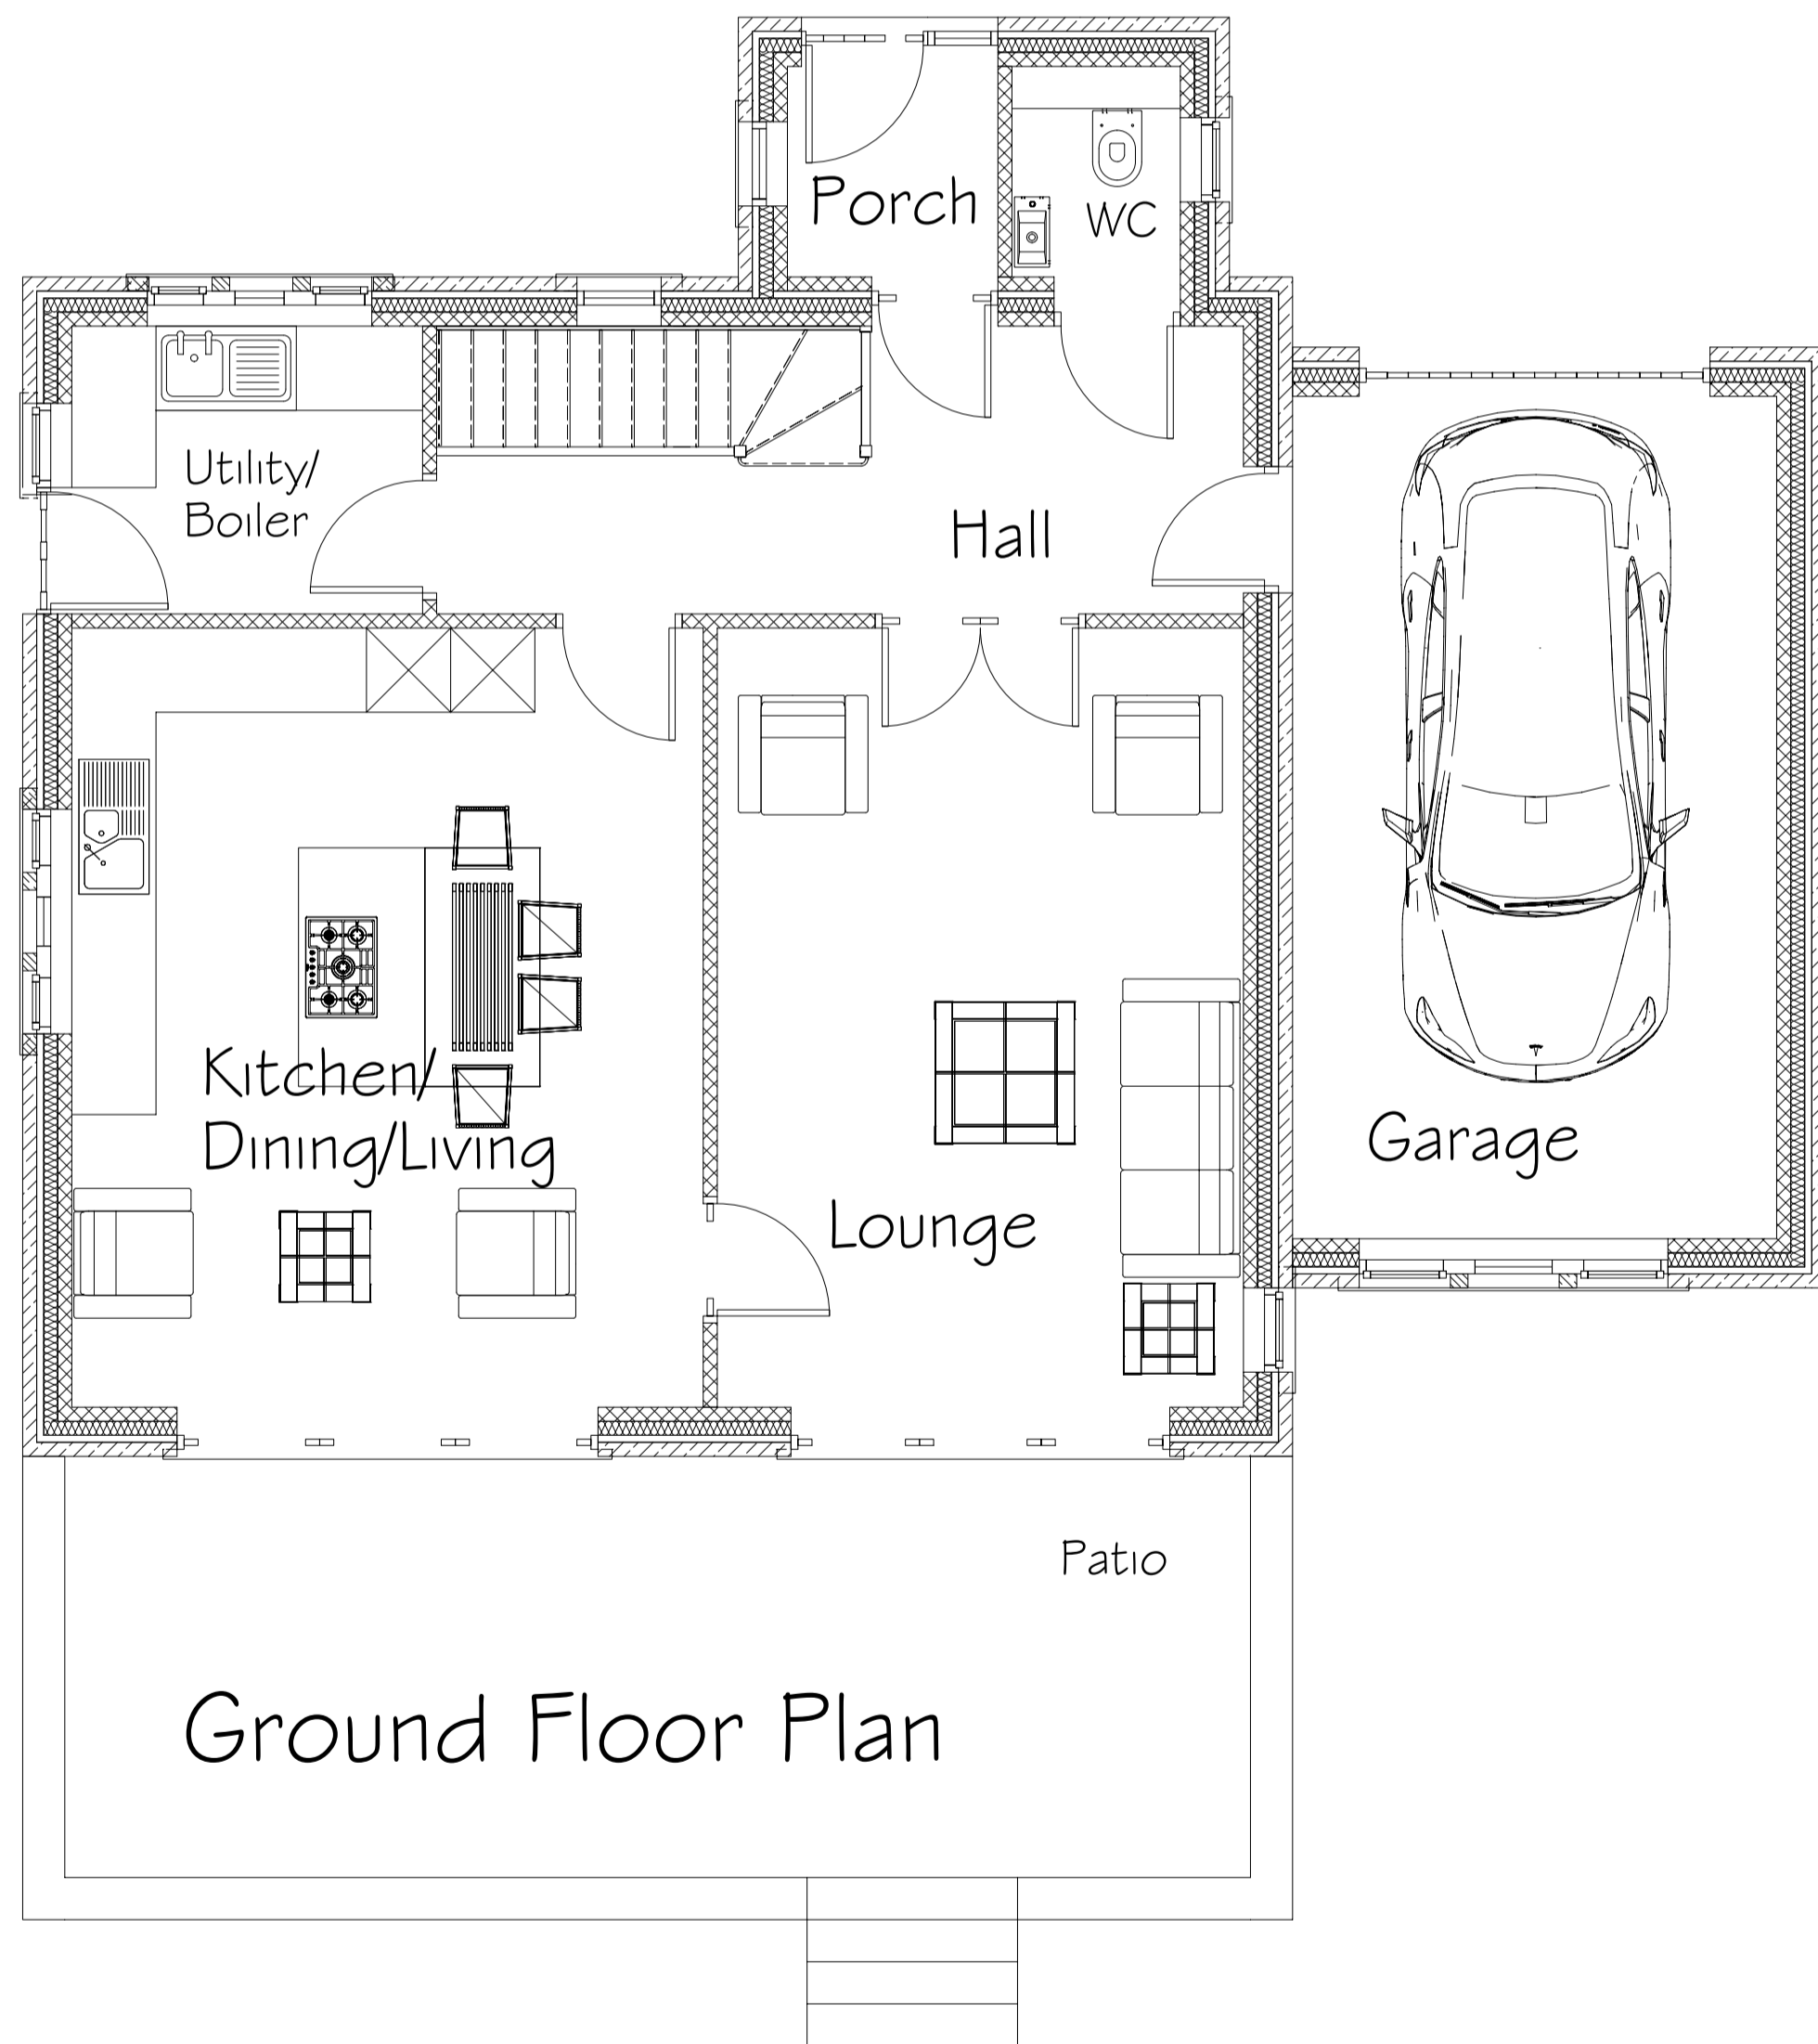 Porch
WC
Utility/
Boiler
Hall
Kitchen/
Dining/Living
Lounge
Garage
Patio
Ground Floor Plan